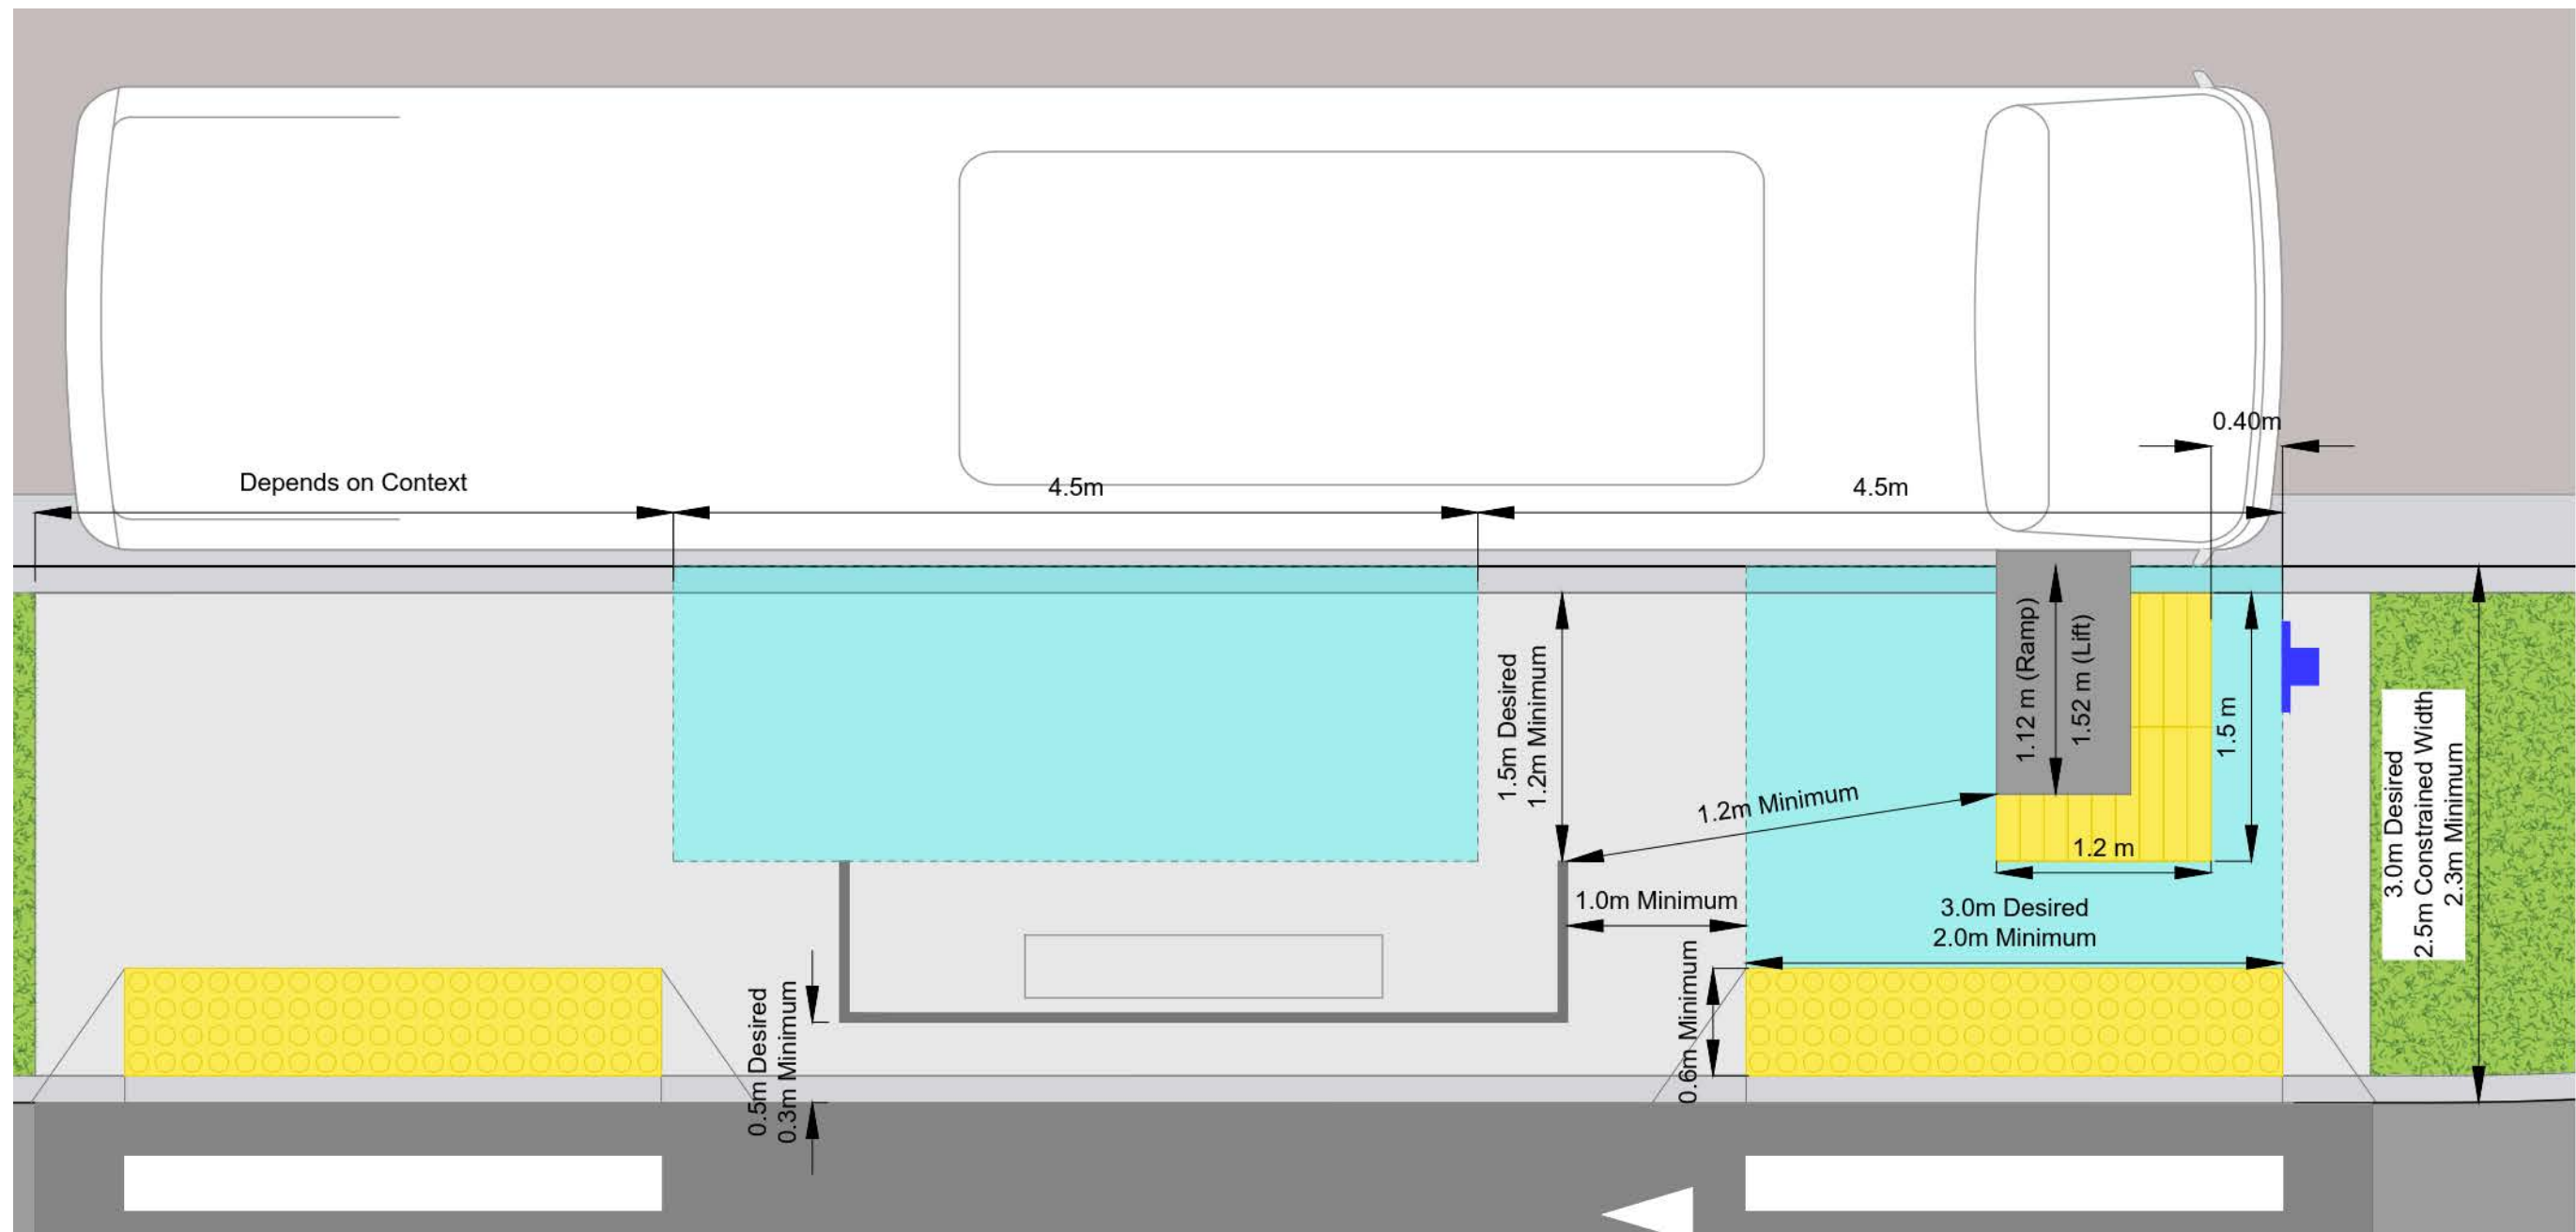 0.40m
Depends on Context
4.5m
4.5m
1.12 m (Ramp)
1.52 m (Lift)
1.5m Desired
1.2m Minimum
1.5 m
1.2m Minimum
1.2 m
1.0m Minimum
3.0m Desired
2.0m Minimum
3.0m Desired
2.5m Constrained Width
2.3m Minimum
0.5m Desired
0.3m Minimum
0.6m Minimum